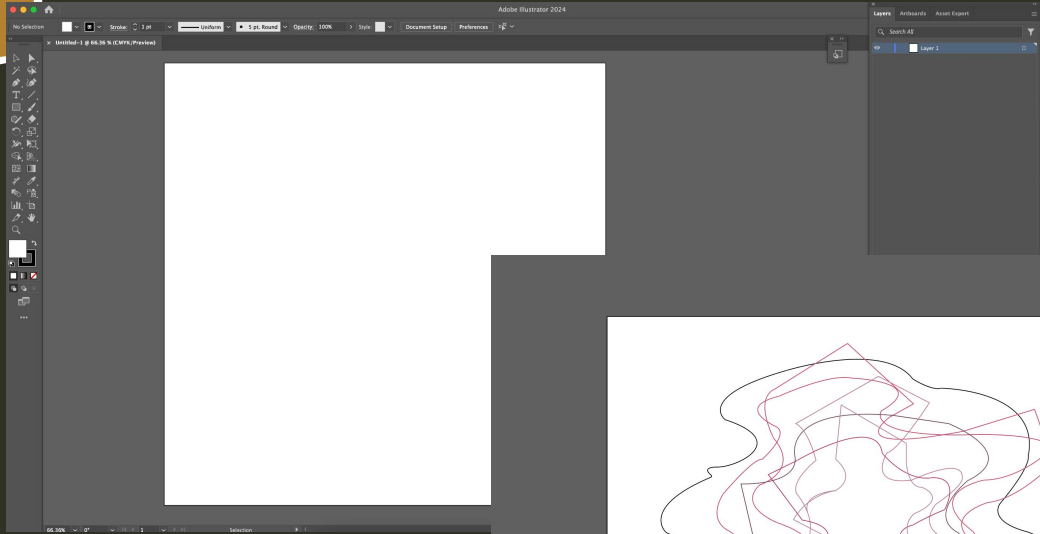 Adobe Illustrator 2024
No Selection
Stroke: 1 pt
Uniform
5 pt. Round
Opacity: 100%
Style:
Document Setup
Preferences
Untitled-1 @ 66.36 % (CMYK/Preview)
Layers Artboards Asset Export
Search All
Layer 1
66.36%
0°
1
Selection